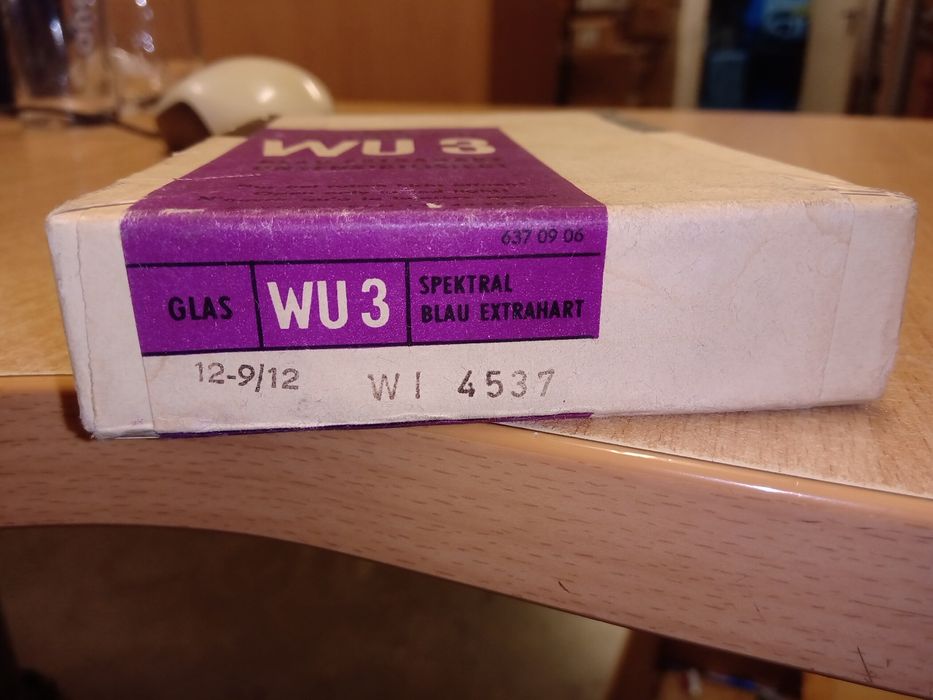 WU 3
637 09 06
GLAS
WU 3
SPEKTRAL
BLAU EXTRAHART
12-9/12
WI 4537